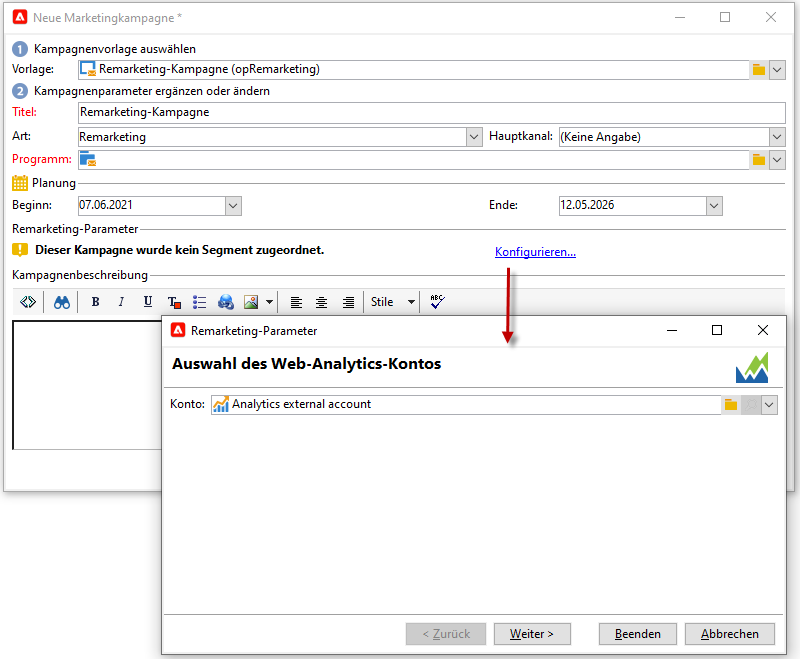 Neue Marketingkampagne *
1 Kampagnenvorlage auswählen
Vorlage: Remarketing-Kampagne (opRemarketing)
2 Kampagnenparameter ergänzen oder ändern
Titel: Remarketing-Kampagne
Art: Remarketing Hauptkanal: (Keine Angabe)
Programm:
Planung
Beginn: 07.06.2021 Ende: 12.05.2026
Remarketing-Parameter
Dieser Kampagne wurde kein Segment zugeordnet. Konfigurieren...
Kampagnenbeschreibung
B I U T Stile ABC
Remarketing-Parameter
Auswahl des Web-Analytics-Kontos
Konto: Analytics external account
< Zurück Weiter > Beenden Abbrechen